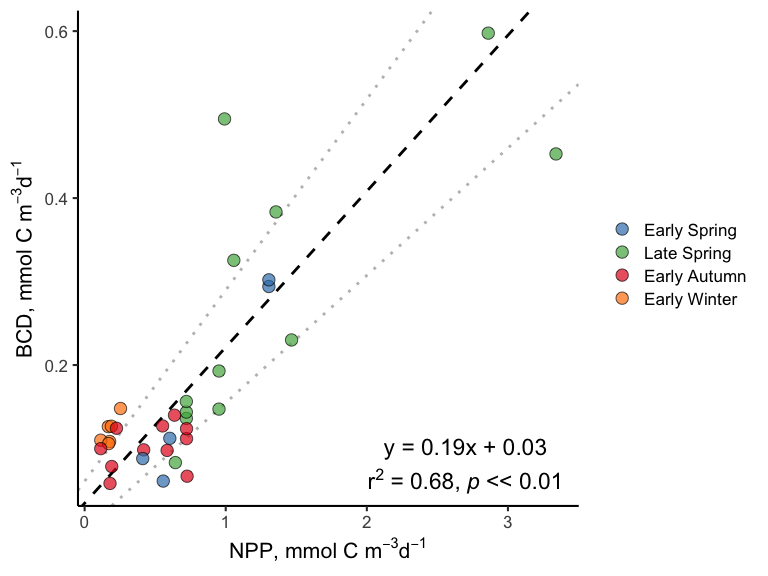 0.6
0.4
0.2
BCD, mmol C m⁻³d⁻¹
0 1 2 3
NPP, mmol C m⁻³d⁻¹
y = 0.19x + 0.03
r² = 0.68, p << 0.01
Early Spring
Late Spring
Early Autumn
Early Winter